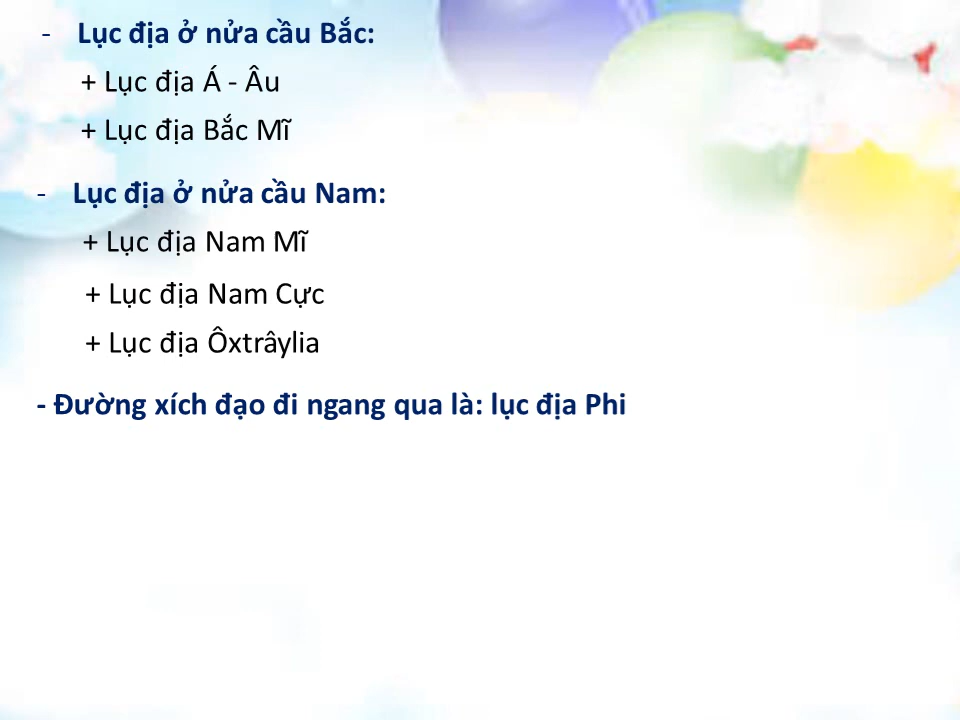 - Lục địa ở nửa cầu Bắc:
+ Lục địa Á - Âu
+ Lục địa Bắc Mĩ
- Lục địa ở nửa cầu Nam:
+ Lục địa Nam Mĩ
+ Lục địa Nam Cực
+ Lục địa Ôxtrâylia
- Đường xích đạo đi ngang qua là: lục địa Phi